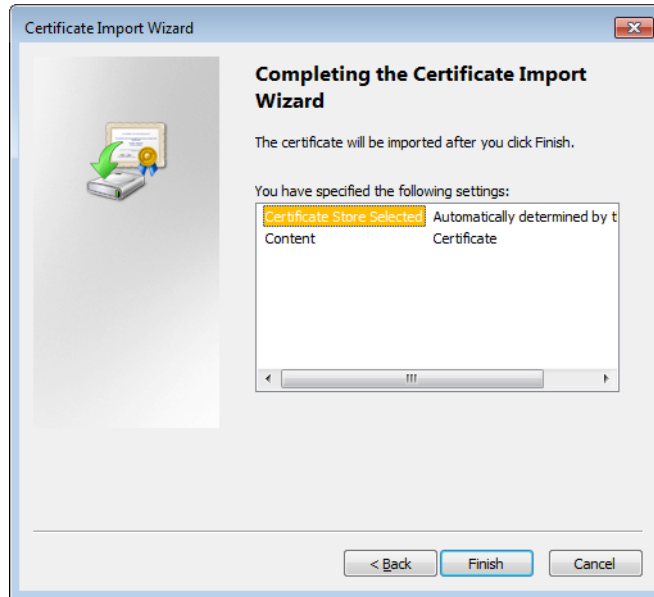 Certificate Import Wizard
Completing the Certificate Import
Wizard
The certificate will be imported after you click Finish.
You have specified the following settings:
Certificate Store Selected Automatically determined by t
Content Certificate
< Back Finish Cancel